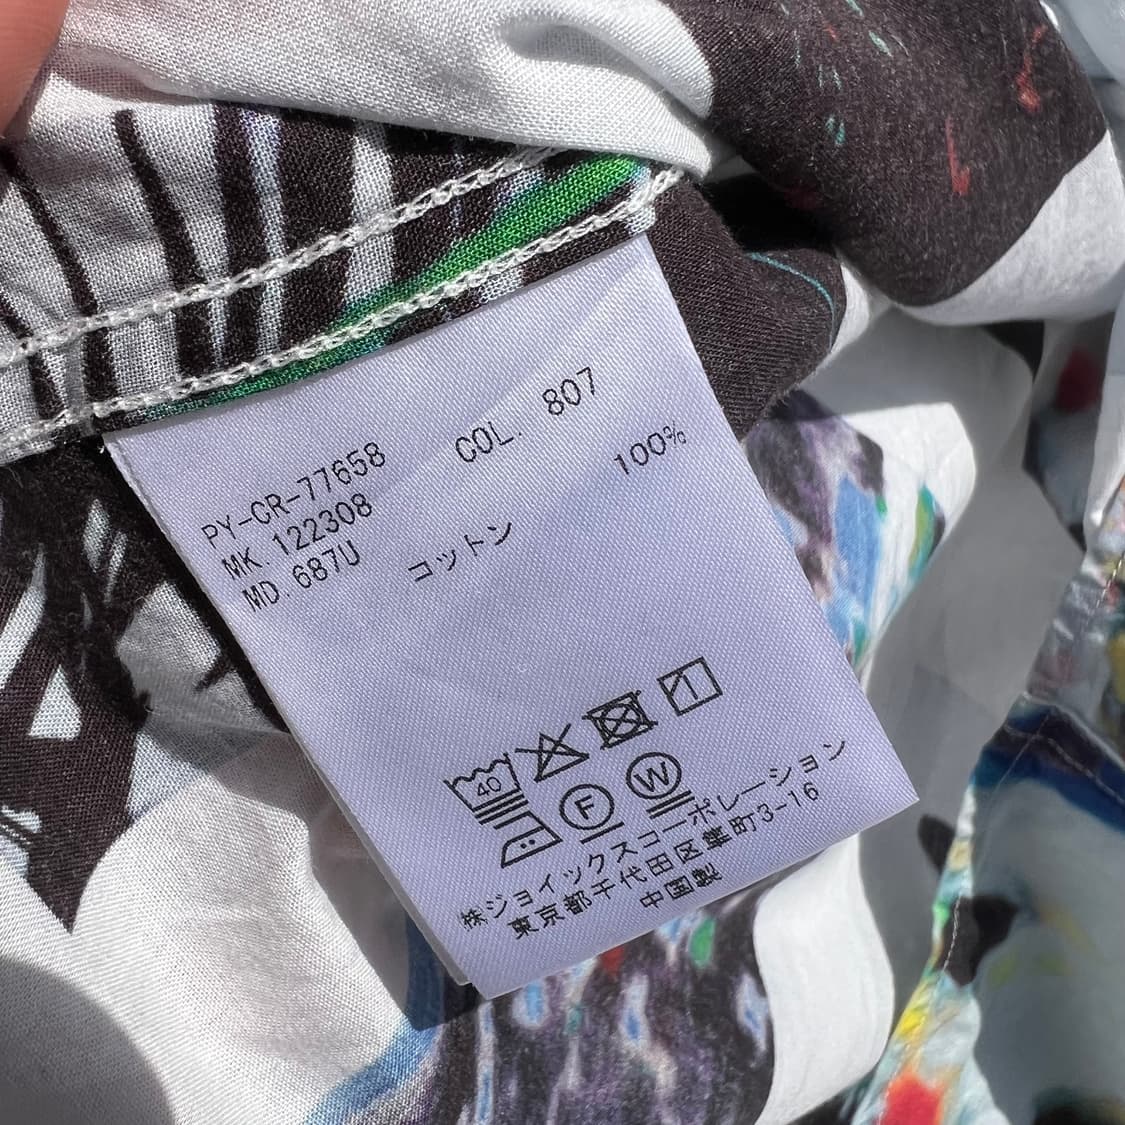 PY-CR-77658 COL. 807
MK. 122308
MD. 687U
コットン 100%
40
F W
1
㈱ジョイックスコーポレーション
東京都千代田区隼町3-16
中国製